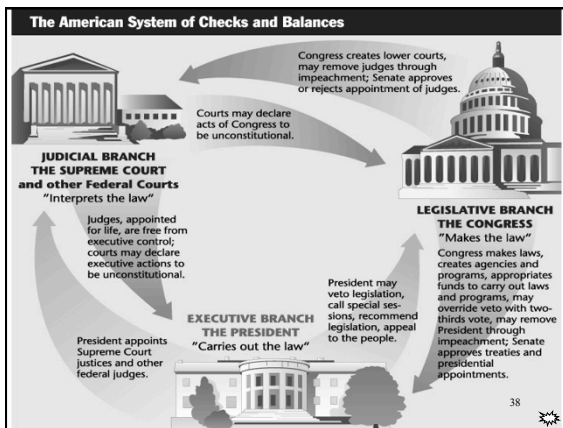 The American System of Checks and Balances
Congress creates lower courts,
may remove judges through
impeachment; Senate approves
or rejects appointment of judges.
Courts may declare
acts of Congress to
be unconstitutional.
JUDICIAL BRANCH
THE SUPREME COURT
and other Federal Courts
"Interprets the law"
LEGISLATIVE BRANCH
THE CONGRESS
"Makes the law"
Judges, appointed
for life, are free from
executive control;
courts may declare
executive actions to
be unconstitutional.
Congress makes laws,
creates agencies and
programs, appropriates
funds to carry out laws
and programs, may
override veto with two-
thirds vote, may remove
President through
impeachment; Senate
approves treaties and
presidential
appointments.
President may
veto legislation,
call special ses-
sions, recommend
legislation, appeal
to the people.
EXECUTIVE BRANCH
THE PRESIDENT
"Carries out the law"
President appoints
Supreme Court
justices and other
federal judges.
38